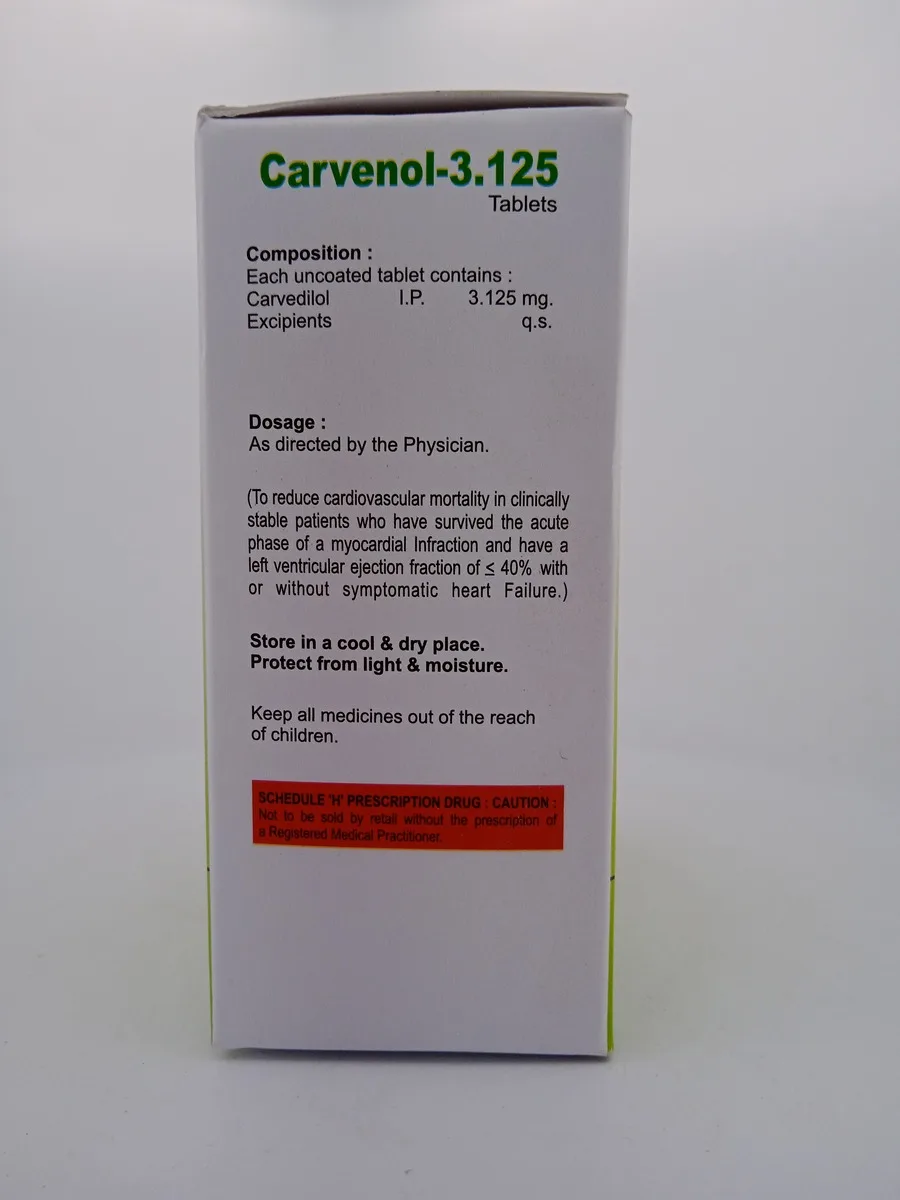 Carvenol-3.125
Tablets
Composition :
Each uncoated tablet contains :
Carvedilol I.P. 3.125 mg.
Excipients q.s.
Dosage :
As directed by the Physician.
(To reduce cardiovascular mortality in clinically
stable patients who have survived the acute
phase of a myocardial Infraction and have a
left ventricular ejection fraction of ≤ 40% with
or without symptomatic heart Failure.)
Store in a cool & dry place.
Protect from light & moisture.
Keep all medicines out of the reach
of children.
SCHEDULE 'H' PRESCRIPTION DRUG : CAUTION :
Not to be sold by retail without the prescription of
a Registered Medical Practitioner.